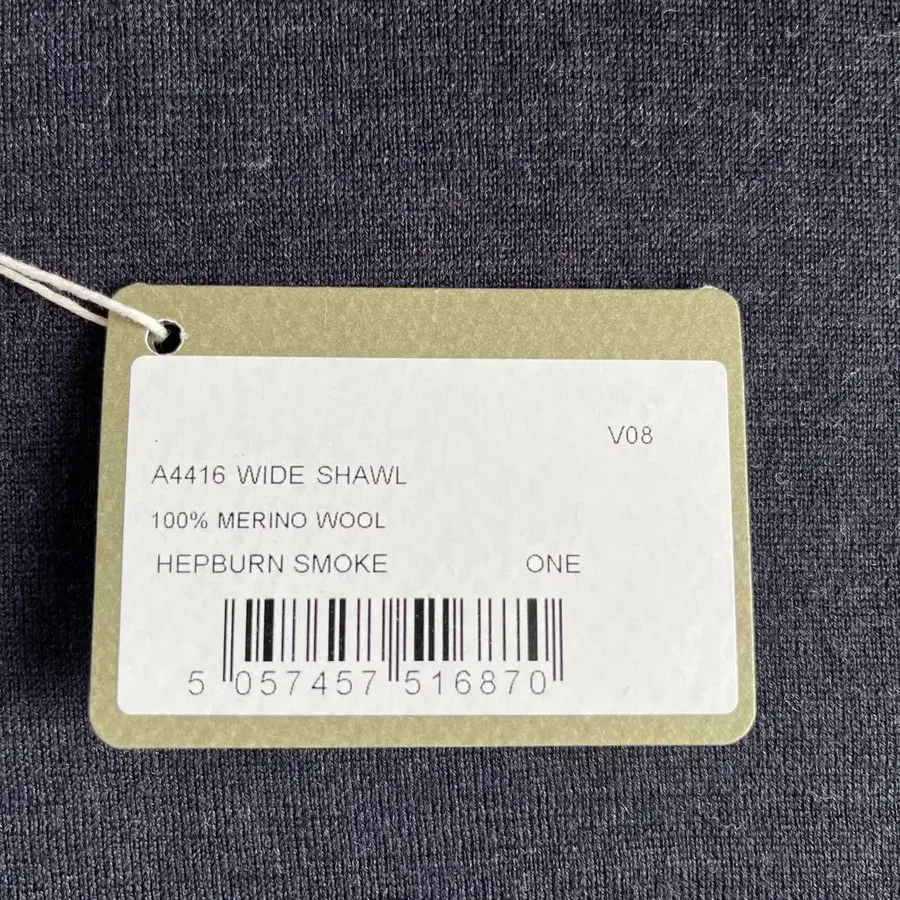 V08
A4416 WIDE SHAWL
100% MERINO WOOL
HEPBURN SMOKE ONE
5 057457 516870